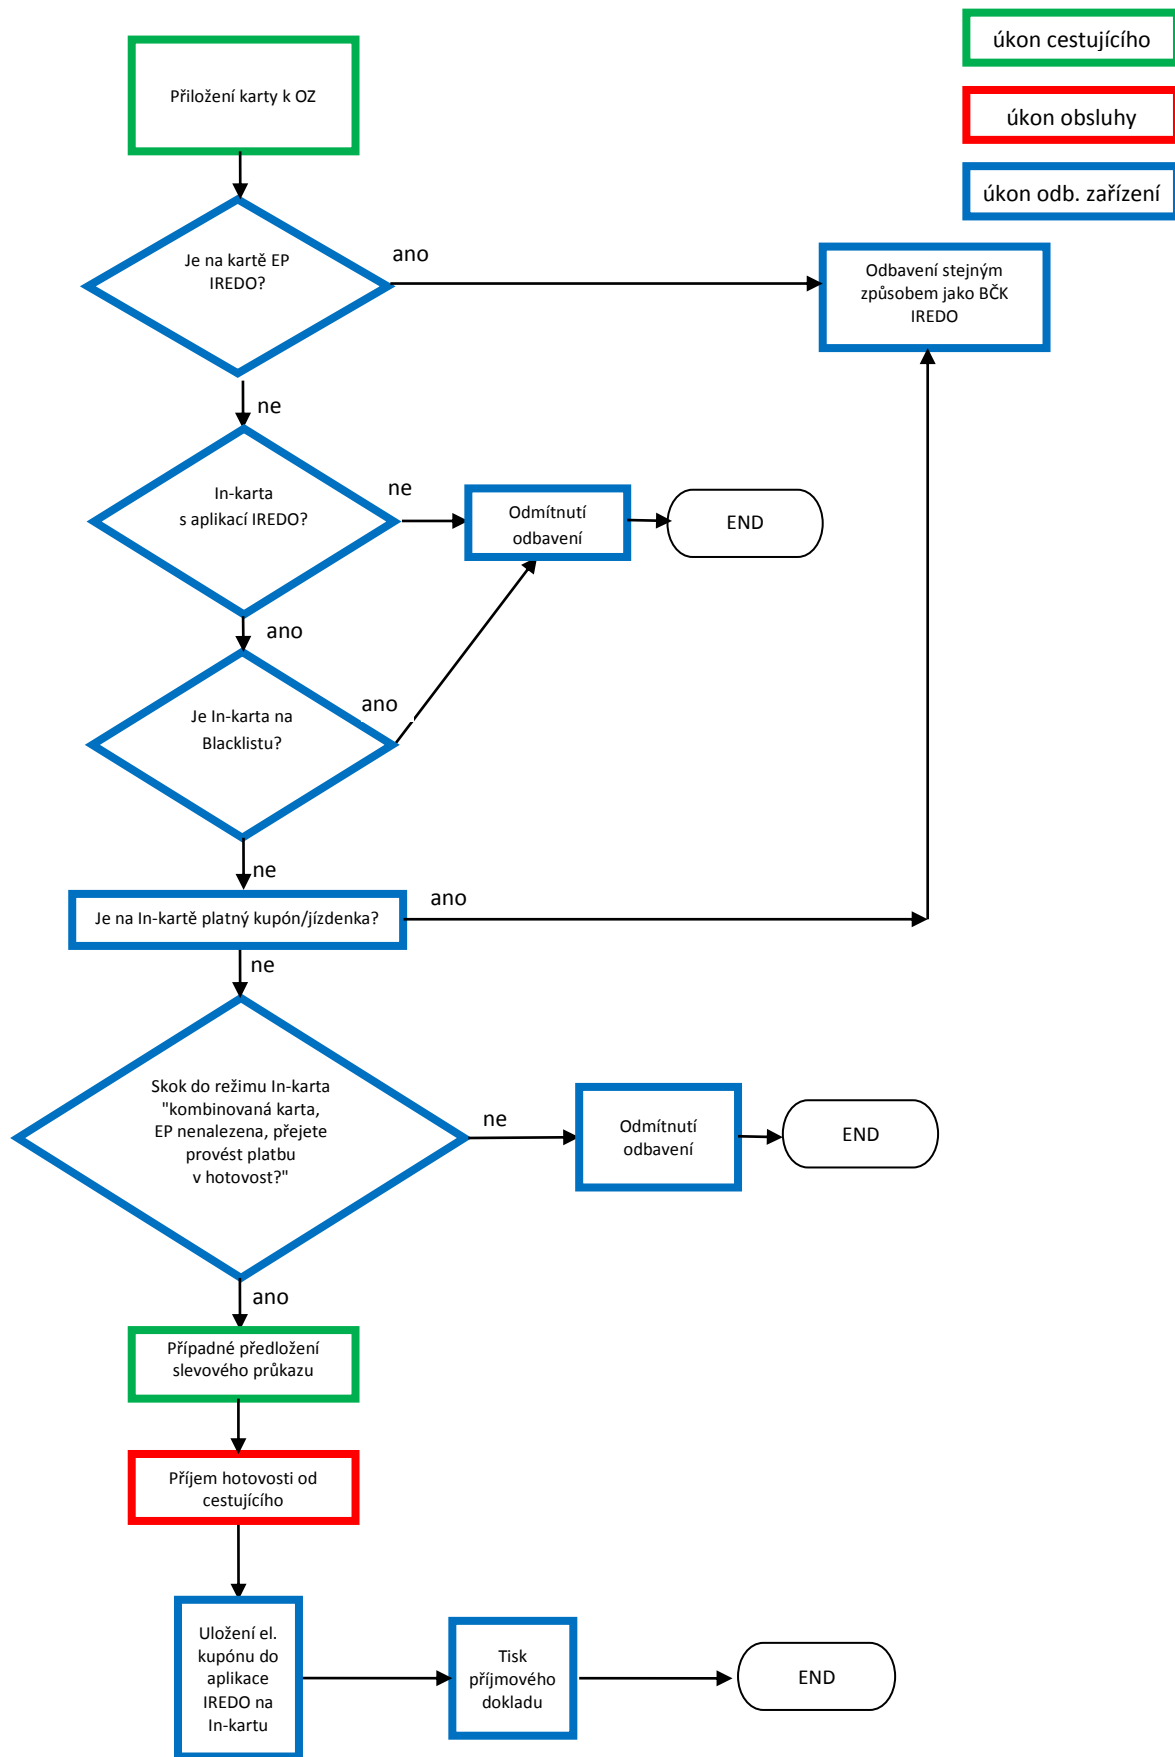 úkon cestujícího
Přiložení karty k OZ
úkon obsluhy
úkon odb. zařízení
Je na kartě EP
IREDO?
ano
Odbavení stejným
způsobem jako BČK
IREDO
ne
In-karta
s aplikací IREDO?
ne
Odmítnutí
odbavení
END
ano
Je In-karta na
Blacklistu?
ano
ne
Je na In-kartě platný kupón/jízdenka?
ano
ne
Skok do režimu In-karta
"kombinovaná karta,
EP nenalezena, přejete
provést platbu
v hotovost?"
ne
Odmítnutí
odbavení
END
ano
Případné předložení
slevového průkazu
Příjem hotovosti od
cestujícího
Uložení el.
kupónu do
aplikace
IREDO na
In-kartu
Tisk
příjmového
dokladu
END